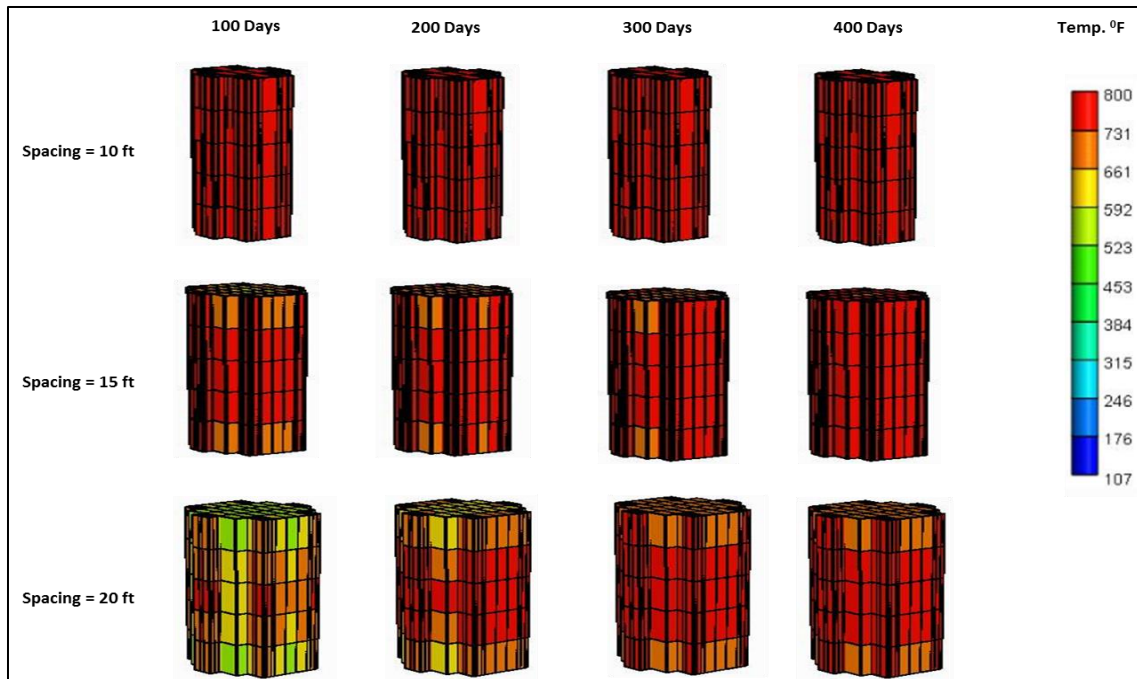 100 Days 200 Days 300 Days 400 Days Temp. ⁰F
Spacing = 10 ft
Spacing = 15 ft
Spacing = 20 ft
800
731
661
592
523
453
384
315
246
176
107